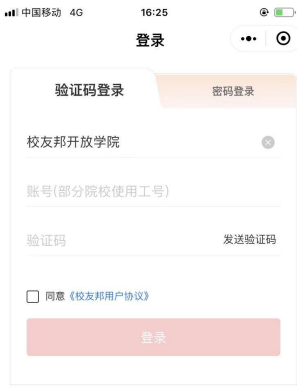 中国移动 4G 16:25
登录
验证码登录 密码登录
校友邦开放学院
账号(部分院校使用工号)
验证码 发送验证码
同意《校友邦用户协议》
登录